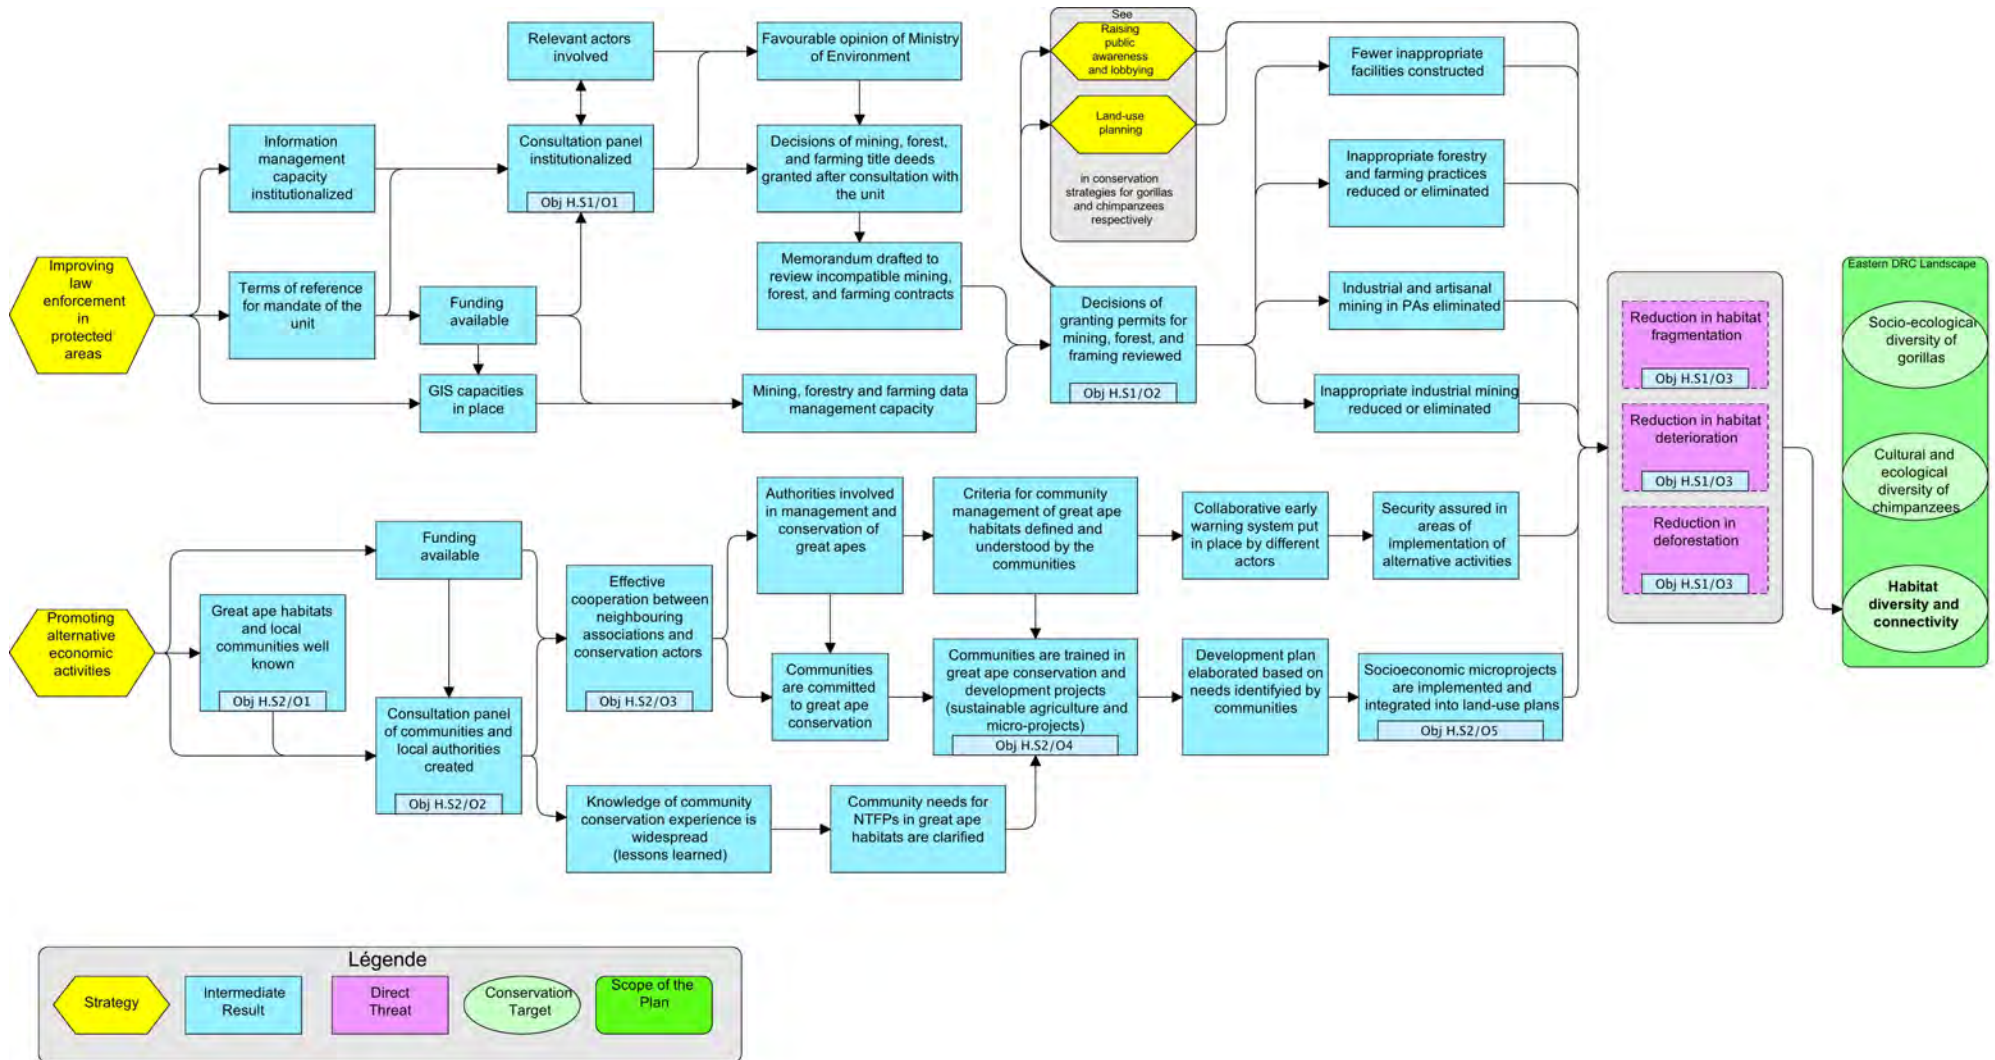 Improving
law
enforcement
in
protected
areas
Information
management
capacity
institutionalized
Terms of reference
for mandate of the
unit
Funding
available
GIS capacities
in place
Relevant actors
involved
Consultation panel
institutionalized
Obj H.S1/O1
Favourable opinion of Ministry
of Environment
Decisions of mining, forest,
and farming title deeds
granted after consultation with
the unit
Memorandum drafted to
review incompatible mining,
forest, and farming contracts
Mining, forestry and farming data
management capacity
See
Raising
public
awareness
and lobbying
Land-use
planning
in conservation
strategies for gorillas
and chimpanzees
respectively
Decisions of
granting permits for
mining, forest, and
framing reviewed
Obj H.S1/O2
Fewer inappropriate
facilities constructed
Inappropriate forestry
and farming practices
reduced or eliminated
Industrial and artisanal
mining in PAs eliminated
Inappropriate industrial mining
reduced or eliminated
Promoting
alternative
economic
activities
Great ape habitats
and local
communities well
known
Obj H.S2/O1
Funding
available
Consultation panel
of communities and
local authorities
created
Obj H.S2/O2
Effective
cooperation between
neighbouring
associations and
conservation actors
Obj H.S2/O3
Knowledge of community
conservation experience is
widespread
(lessons learned)
Authorities involved
in management and
conservation of
great apes
Communities
are committed
to great ape
conservation
Community needs for
NTFPs in great ape
habitats are clarified
Criteria for community
management of great ape
habitats defined and
understood by the
communities
Communities are trained in
great ape conservation and
development projects
(sustainable agriculture and
micro-projects)
Obj H.S2/O4
Collaborative early
warning system put
in place by different
actors
Development plan
elaborated based on
needs identifyied by
communities
Security assured in
areas of
implementation of
alternative activities
Socioeconomic microprojects
are implemented and
integrated into land-use plans
Obj H.S2/O5
Reduction in habitat
fragmentation
Obj H.S1/O3
Reduction in habitat
deterioration
Obj H.S1/O3
Reduction in
deforestation
Obj H.S1/O3
Eastern DRC Landscape
Socio-ecological
diversity of
gorillas
Cultural and
ecological
diversity of
chimpanzees
Habitat
diversity and
connectivity
Légende
Strategy
Intermediate
Result
Direct
Threat
Conservation
Target
Scope of the
Plan